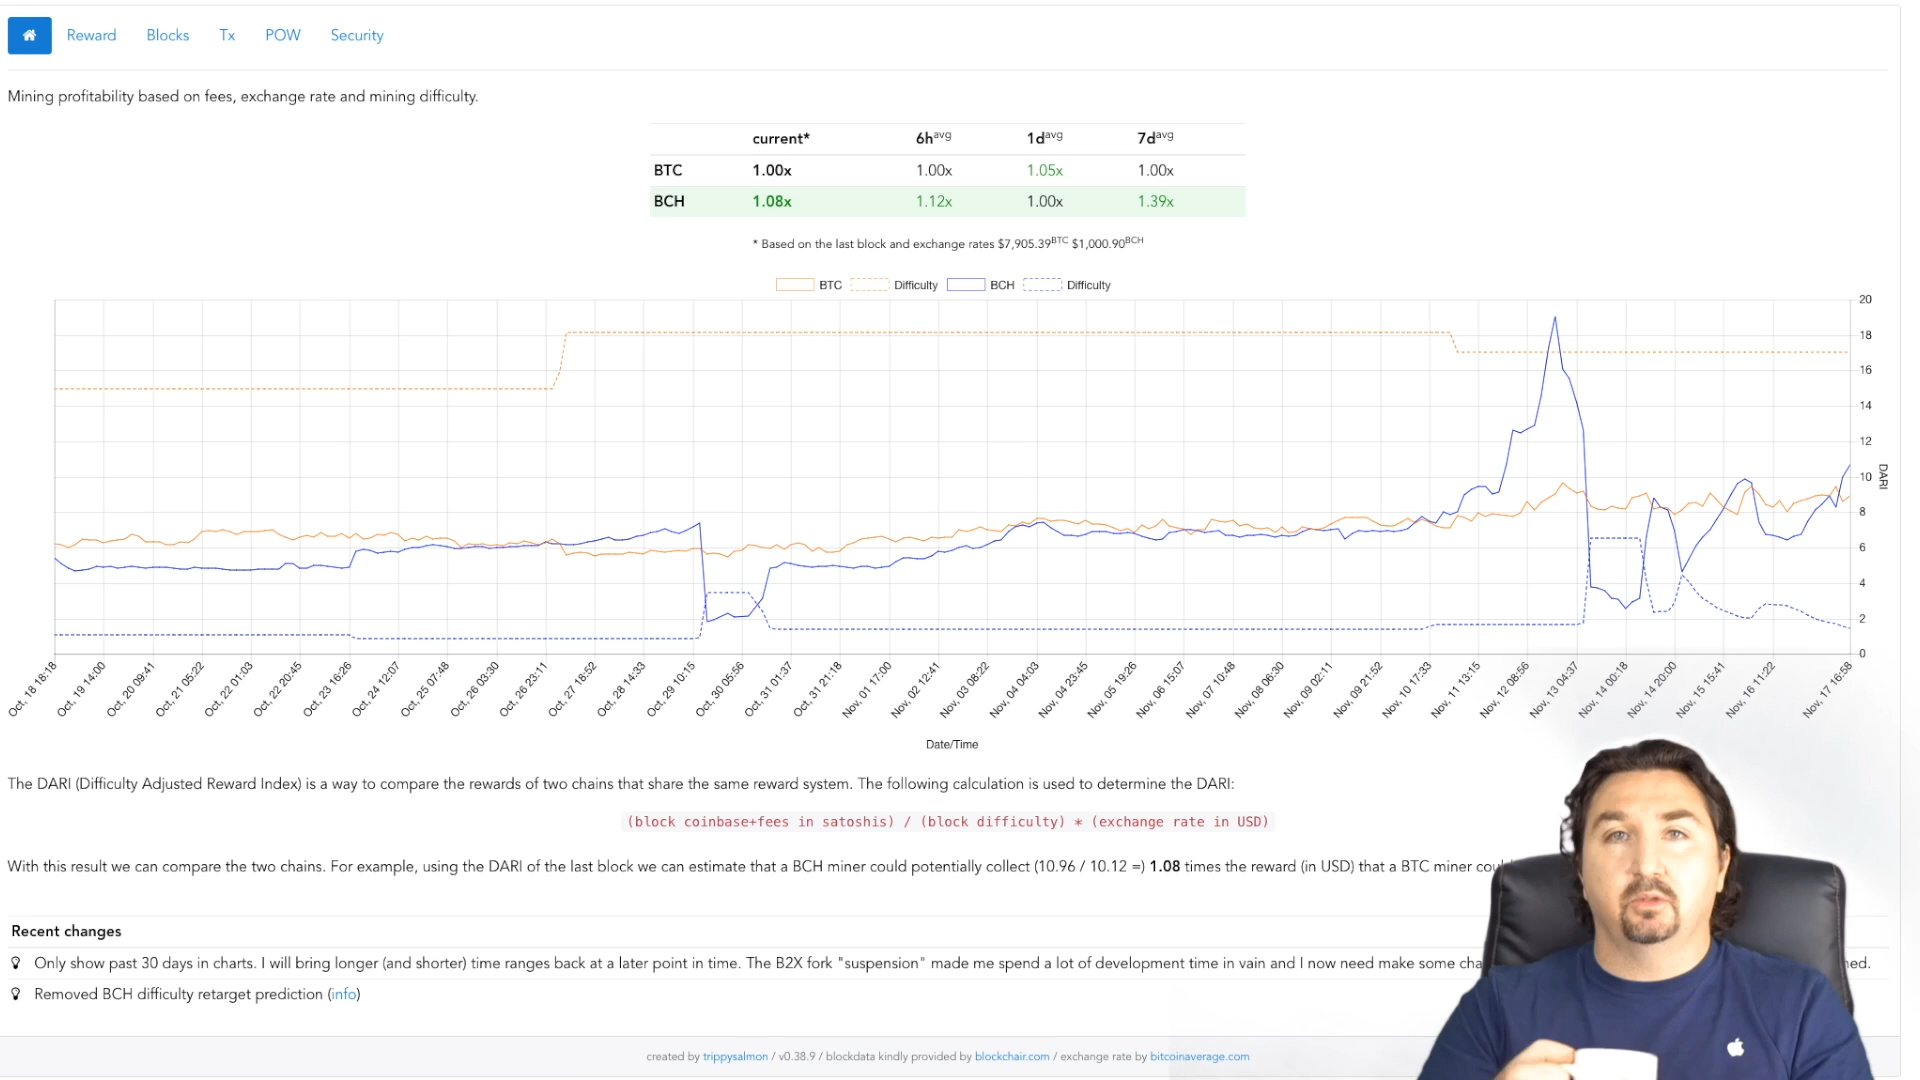 Reward Blocks Tx POW Security
Mining profitability based on fees, exchange rate and mining difficulty.
current* 6havg 1davg 7davg
BTC 1.00x 1.00x 1.05x 1.00x
BCH 1.08x 1.12x 1.00x 1.39x
* Based on the last block and exchange rates $7,905.39BTC $1,000.90BCH
BTC Difficulty BCH Difficulty
20
18
16
14
12
10
8
6
4
2
0
DARI
Oct, 18 18:18
Oct, 19 14:00
Oct, 20 09:41
Oct, 21 05:22
Oct, 22 01:03
Oct, 22 20:45
Oct, 23 16:26
Oct, 24 12:07
Oct, 25 07:48
Oct, 26 03:30
Oct, 26 23:11
Oct, 27 18:52
Oct, 28 14:33
Oct, 29 10:15
Oct, 30 05:56
Oct, 31 01:37
Oct, 31 21:18
Nov, 01 17:00
Nov, 02 12:41
Nov, 03 08:22
Nov, 04 04:03
Nov, 04 23:45
Nov, 05 19:26
Nov, 06 15:07
Nov, 07 10:48
Nov, 08 06:30
Nov, 09 02:11
Nov, 09 21:52
Nov, 10 17:33
Nov, 11 13:15
Nov, 12 08:56
Nov, 13 04:37
Nov, 14 00:18
Nov, 14 20:00
Nov, 15 15:41
Nov, 16 11:22
Nov, 17 16:58
Date/Time
The DARI (Difficulty Adjusted Reward Index) is a way to compare the rewards of two chains that share the same reward system. The following calculation is used to determine the DARI:
(block coinbase+fees in satoshis) / (block difficulty) * (exchange rate in USD)
With this result we can compare the two chains. For example, using the DARI of the last block we can estimate that a BCH miner could potentially collect (10.96 / 10.12 =) 1.08 times the reward (in USD) that a BTC miner
Recent changes
Only show past 30 days in charts. I will bring longer (and shorter) time ranges back at a later point in time. The B2X fork "suspension" made me spend a lot of development time in vain and I now need make some
Removed BCH difficulty retarget prediction (info)
created by trippysalmon / v0.38.9 / blockdata kindly provided by blockchair.com / exchange rate by bitcoinaverage.com